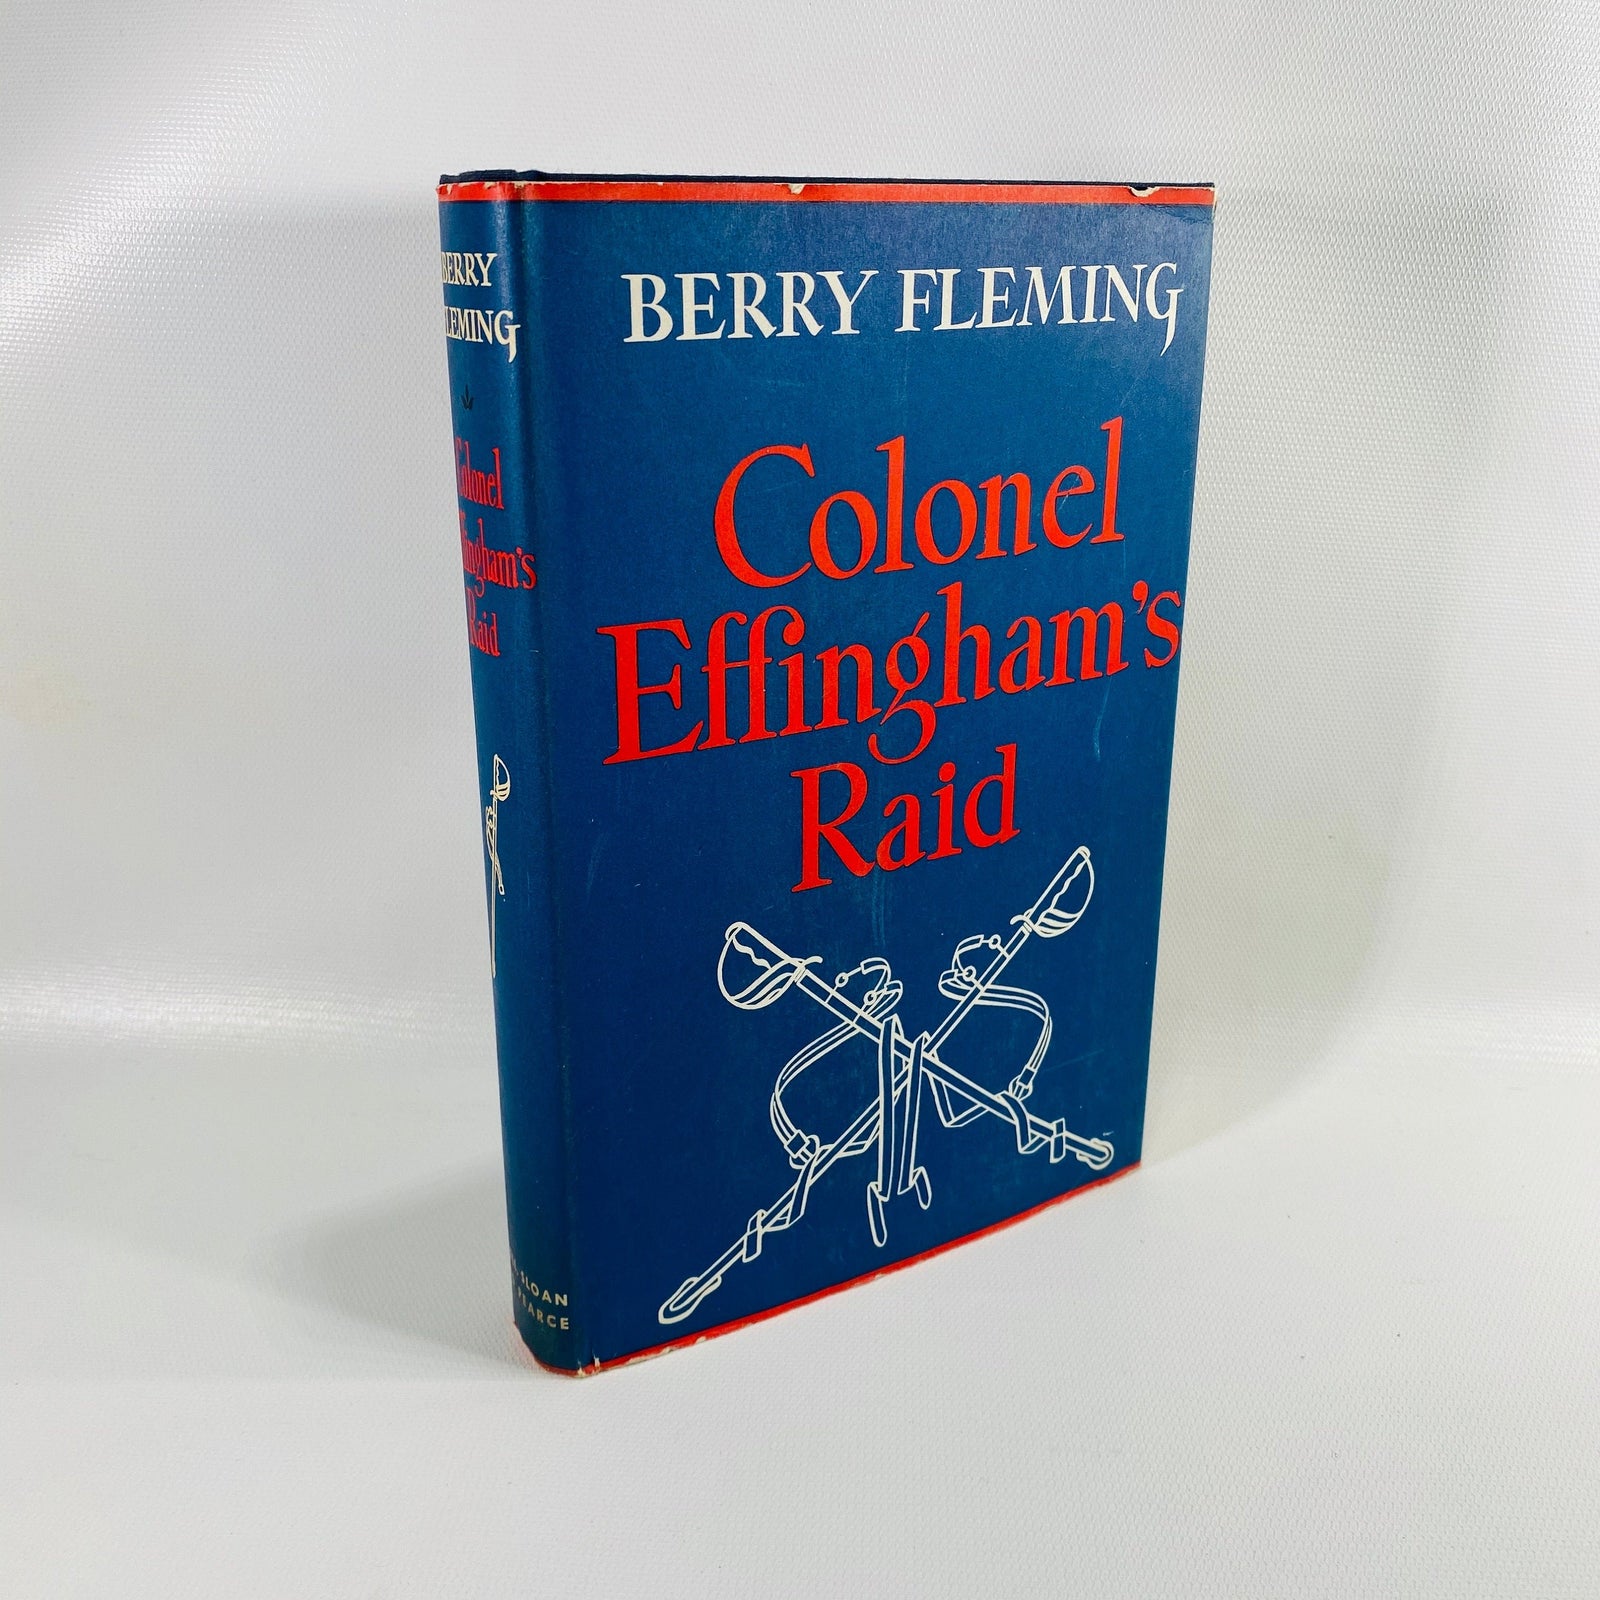 BERRY FLEMING
Colonel
Effingham's
Raid
BERRY
FLEMING
Colonel
Effingham's
Raid
SLOAN
PEARCE